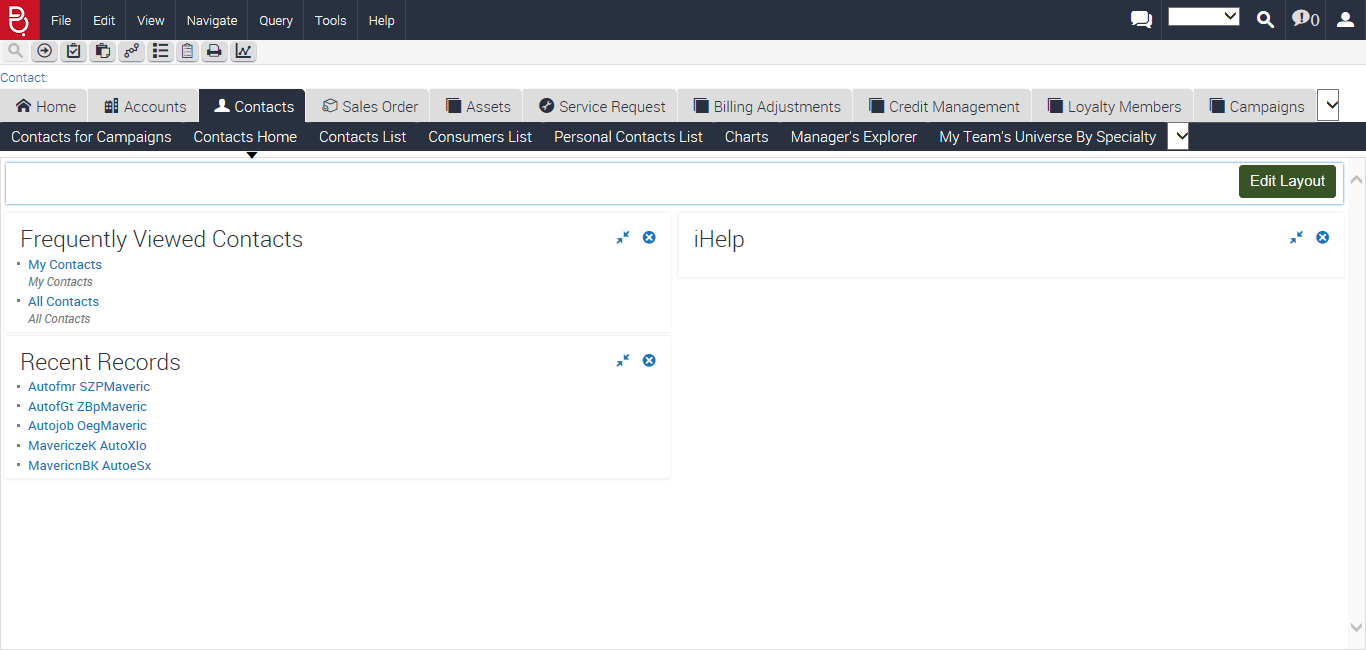 File Edit View Navigate Query Tools Help 0
Contact:
Home Accounts Contacts Sales Order Assets Service Request Billing Adjustments Credit Management Loyalty Members Campaigns
Contacts for Campaigns Contacts Home Contacts List Consumers List Personal Contacts List Charts Manager's Explorer My Team's Universe By Specialty
Edit Layout
Frequently Viewed Contacts
My Contacts
My Contacts
All Contacts
All Contacts
Recent Records
Autofmr SZPMaveric
AutofGt ZBpMaveric
Autojob OegMaveric
MavericzeK AutoXIo
MavericnBK AutoeSx
iHelp